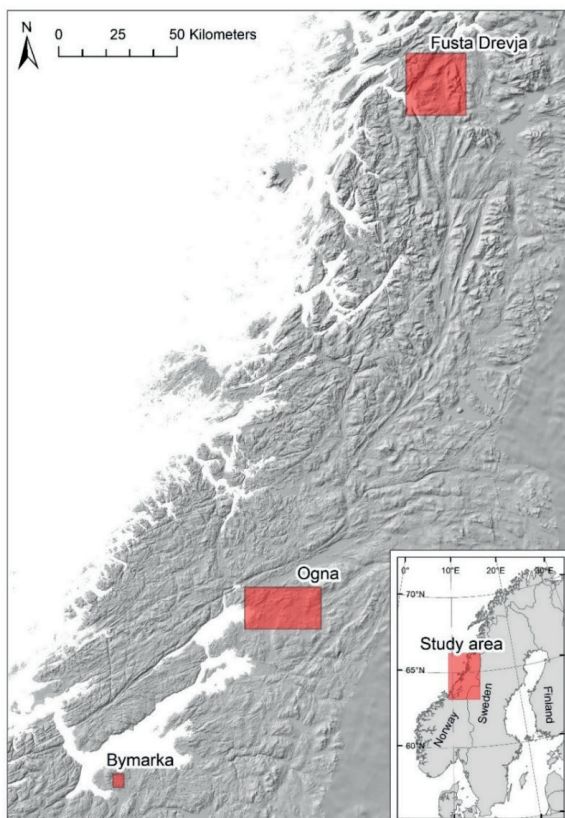 N
0 25 50 Kilometers
Fusta Drevja
Ogna
Bymarka
0° 10°E 20°E 30°E
70°N
Study area
65°N
Norway
Sweden
Finland
60°N